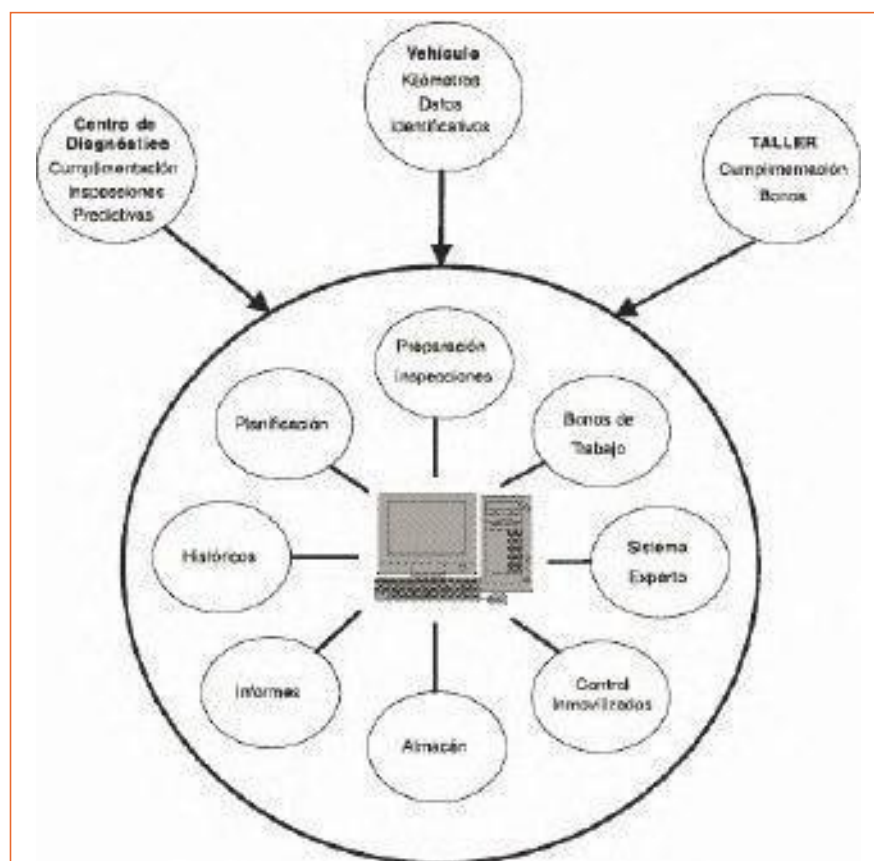 Vehículo
Kilómetros
Datos
Identificativos
Centro de
Diagnóstico
Cumplimentación
Inspecciones
Predictivas
TALLER
Cumplimentación
Bonos
Preparación
Inspecciones
Planificación
Bonos de
Trabajo
Históricos
Sistema
Experto
Informes
Control
Inmovilizados
Almacén